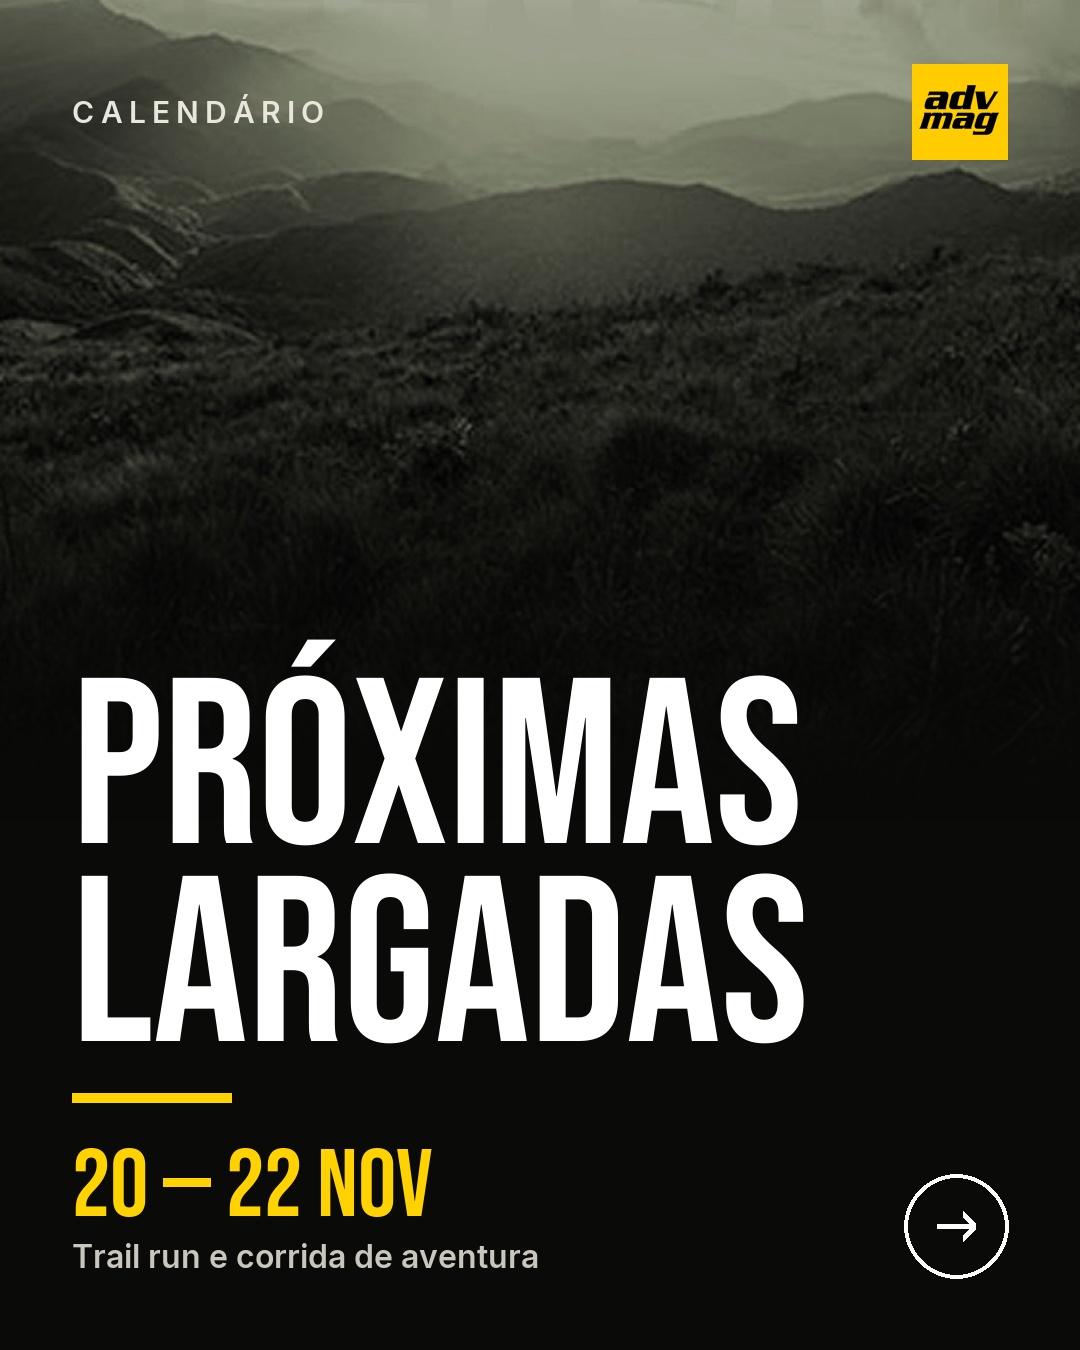 CALENDÁRIO
adv
mag
PRÓXIMAS
LARGADAS
20 — 22 NOV
Trail run e corrida de aventura